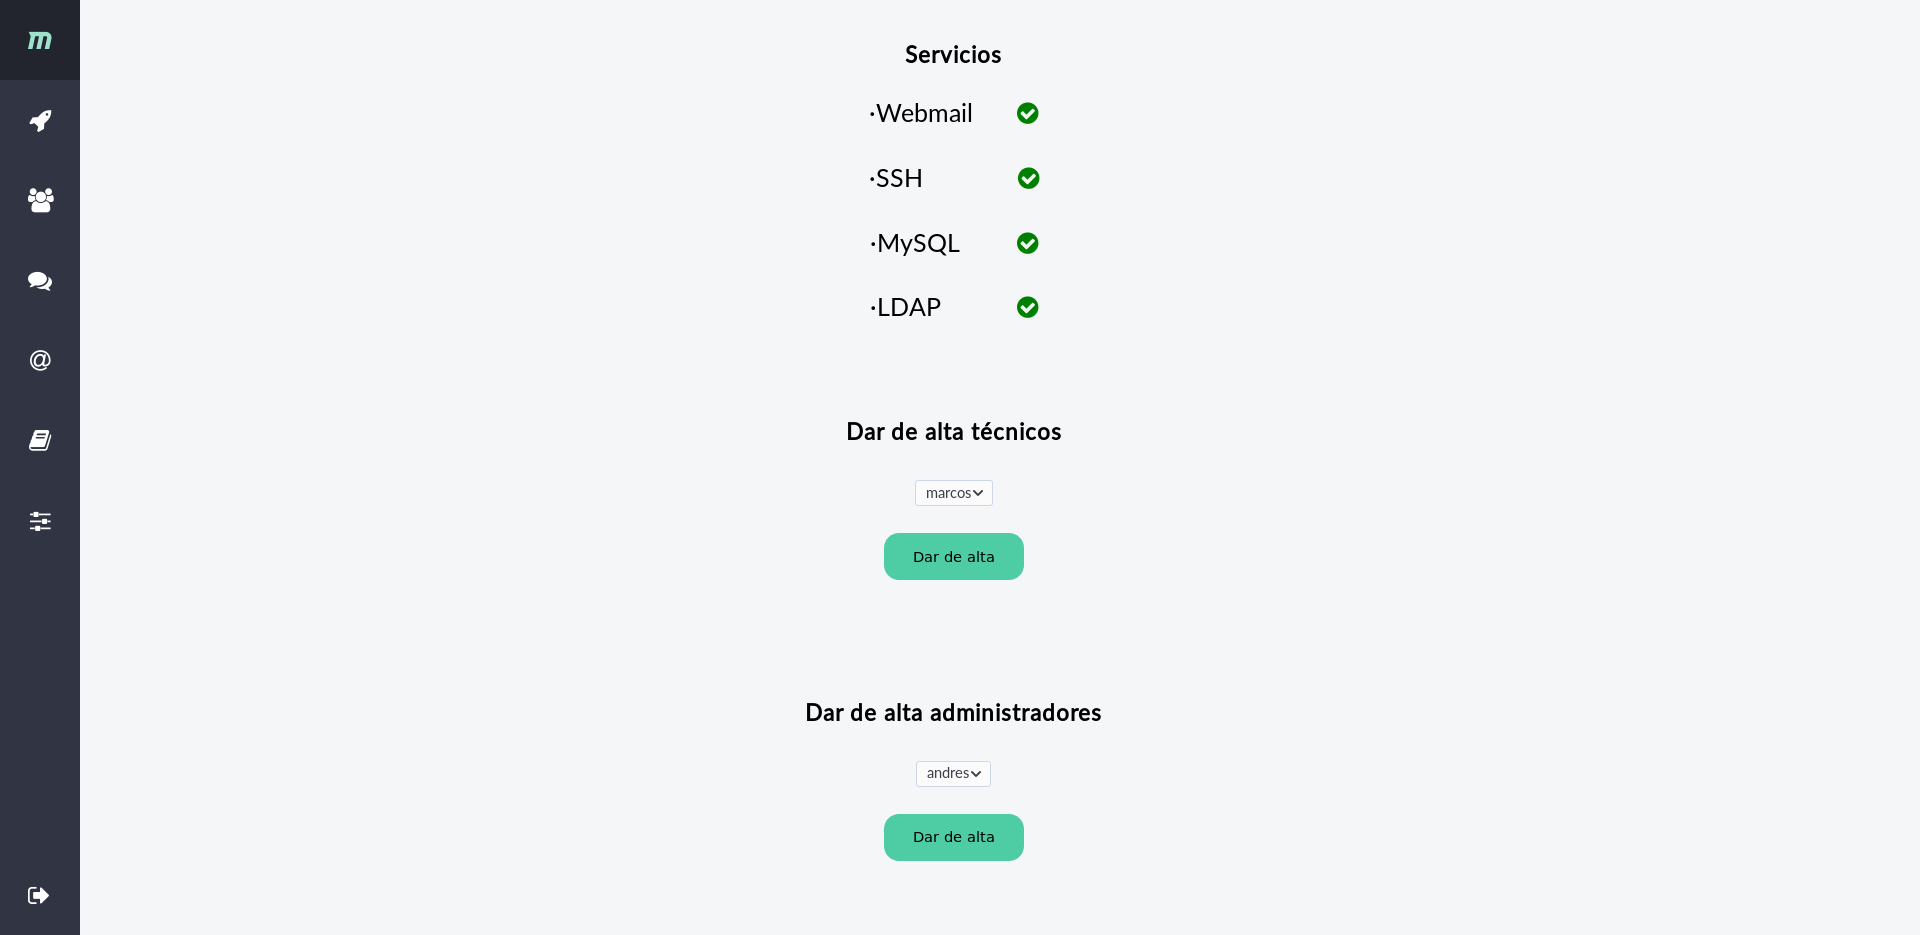 m
Servicios
·Webmail
·SSH
·MySQL
·LDAP
@
Dar de alta técnicos
marcos
Dar de alta
Dar de alta administradores
andres
Dar de alta